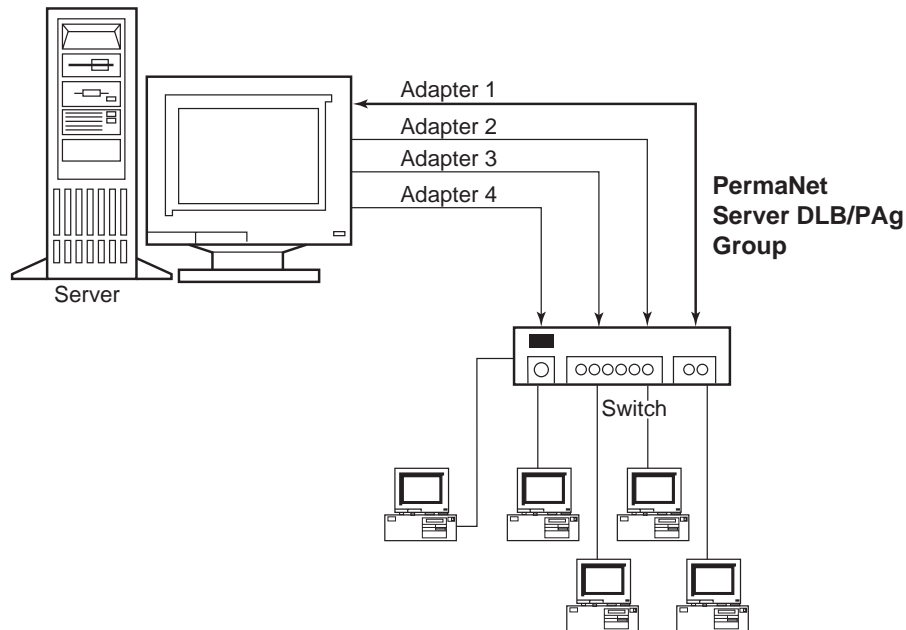 Adapter 1
Adapter 2
Adapter 3
Adapter 4
PermaNet
Server DLB/PAg
Group
Server
Switch